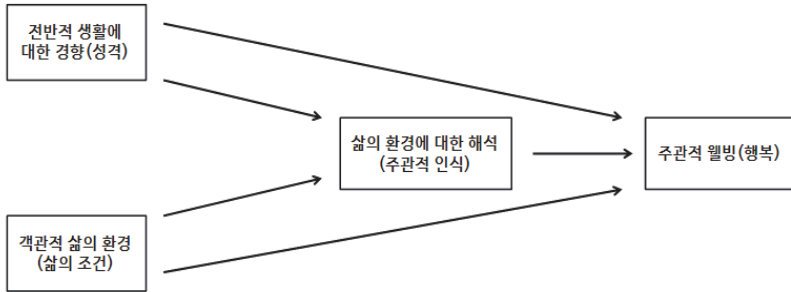 전반적 생활에
대한 경향(성격)
삶의 환경에 대한 해석
(주관적 인식)
주관적 웰빙(행복)
객관적 삶의 환경
(삶의 조건)